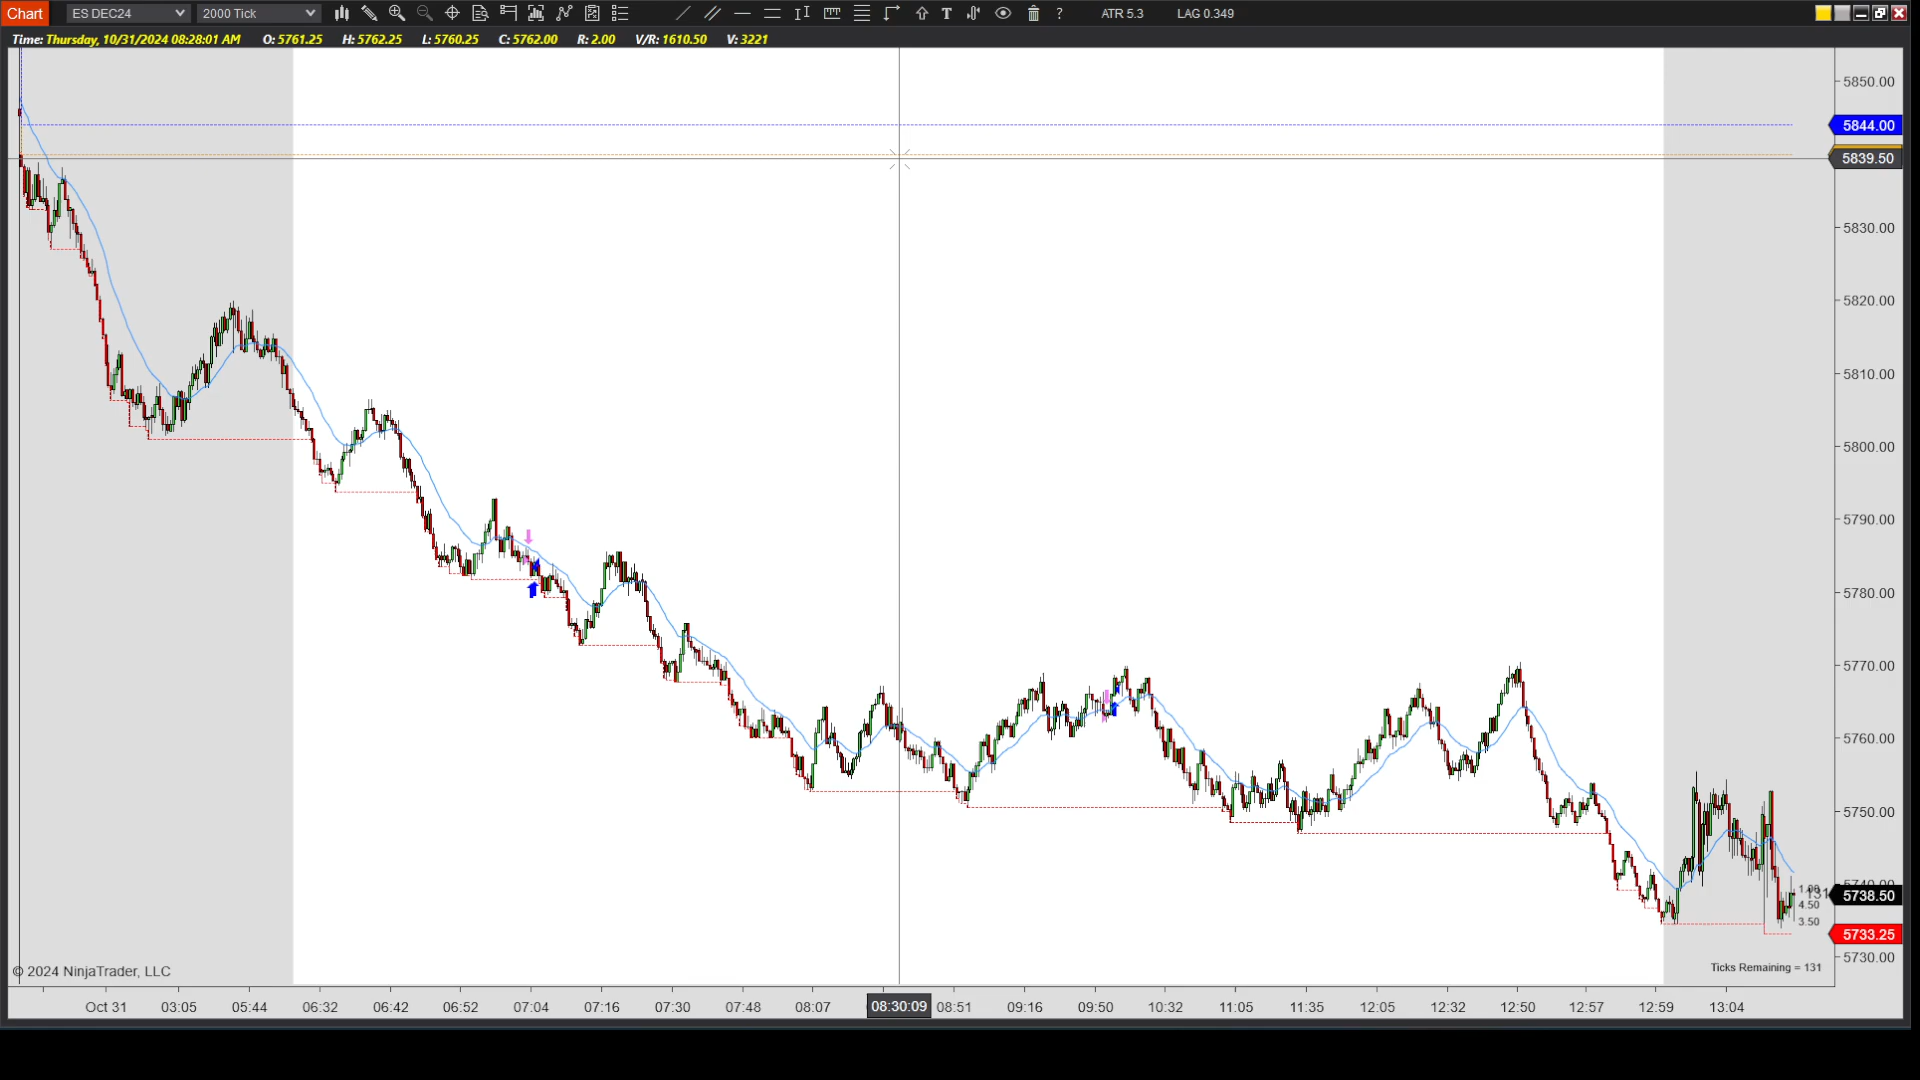 Chart ES DEC24 2000 Tick T ? ATR 5.3 LAG 0.349
Time: Thursday, 10/31/2024 08:28:01 AM O: 5761.25 H: 5762.25 L: 5760.25 C: 5762.00 R: 2.00 V/R: 1610.50 V: 3221
5850.00
5844.00
5839.50
5830.00
5820.00
5810.00
5800.00
5790.00
5780.00
5770.00
5760.00
5750.00
1.00 131 5738.50
4.50
3.50
5733.25
5730.00
© 2024 NinjaTrader, LLC
Ticks Remaining = 131
Oct 31 03:05 05:44 06:32 06:42 06:52 07:04 07:16 07:30 07:48 08:07 08:30:09 08:51 09:16 09:50 10:32 11:05 11:35 12:05 12:32 12:50 12:57 12:59 13:04